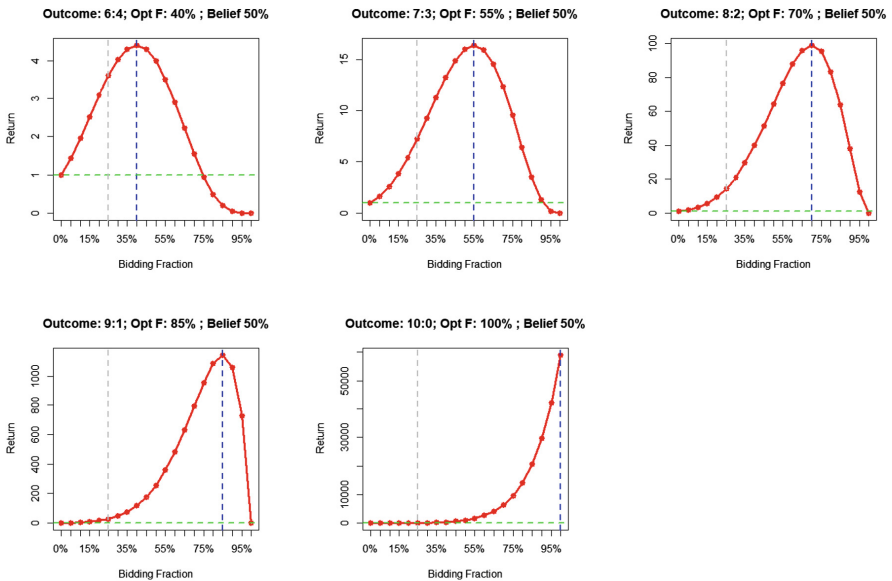 Outcome: 6:4; Opt F: 40% ; Belief 50%
Return
0 1 2 3 4
0% 15% 35% 55% 75% 95%
Bidding Fraction
Outcome: 7:3; Opt F: 55% ; Belief 50%
Return
0 5 10 15
0% 15% 35% 55% 75% 95%
Bidding Fraction
Outcome: 8:2; Opt F: 70% ; Belief 50%
Return
0 20 40 60 80 100
0% 15% 35% 55% 75% 95%
Bidding Fraction
Outcome: 9:1; Opt F: 85% ; Belief 50%
Return
0 200 400 600 800 1000
0% 15% 35% 55% 75% 95%
Bidding Fraction
Outcome: 10:0; Opt F: 100% ; Belief 50%
Return
0 10000 30000 50000
0% 15% 35% 55% 75% 95%
Bidding Fraction